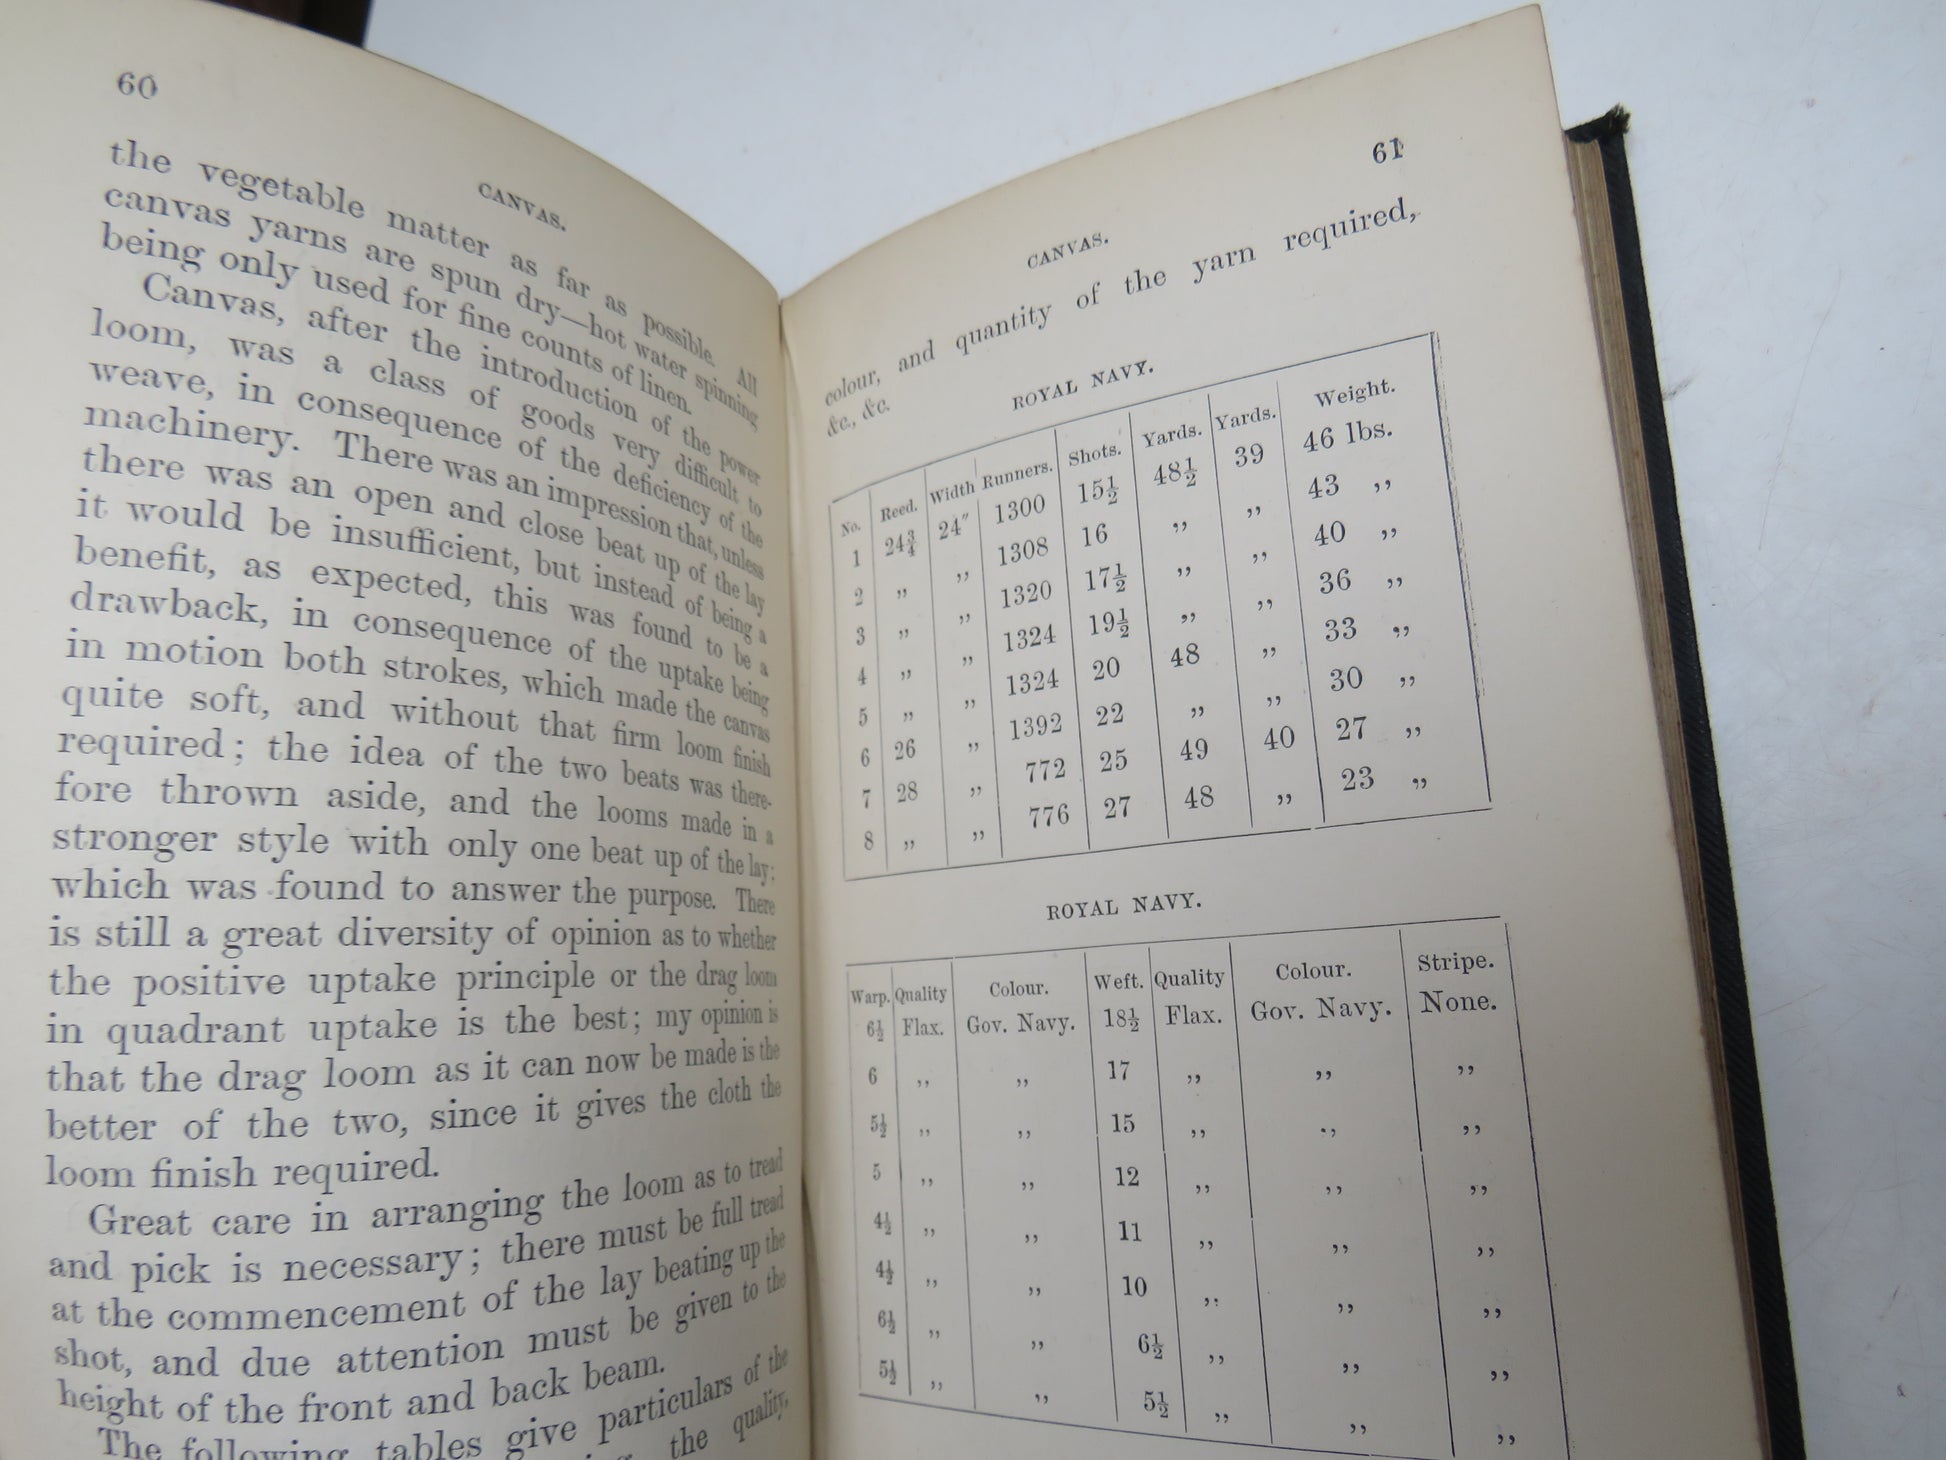 60
CANVAS.
the vegetable matter as far as possible. All
canvas yarns are spun dry—hot water spinning
being only used for fine counts of linen.
Canvas, after the introduction of the power
loom, was a class of goods very difficult to
weave, in consequence of the deficiency of the
machinery. There was an impression that, unless
there was an open and close beat up of the lay
it would be insufficient, but instead of being a
benefit, as expected, this was found to be a
drawback, in consequence of the uptake being
in motion both strokes, which made the canvas
quite soft, and without that firm loom finish
required; the idea of the two beats was there-
fore thrown aside, and the looms made in a
stronger style with only one beat up of the lay;
which was found to answer the purpose. There
is still a great diversity of opinion as to whether
the positive uptake principle or the drag loom
in quadrant uptake is the best; my opinion is
that the drag loom as it can now be made is the
better of the two, since it gives the cloth the
loom finish required.
Great care in arranging the loom as to tread
and pick is necessary; there must be full tread
at the commencement of the lay beating up the
shot, and due attention must be given to the
height of the front and back beam.
The following tables give particulars of the
the quality,
61
CANVAS.
colour, and quantity of the yarn required,
&c., &c.
ROYAL NAVY.
No. Reed. Width Runners. Shots. Yards. Yards. Weight.
1 24¾ 24″ 1300 15½ 48½ 39 46 lbs.
2 ,, ,, 1308 16 ,, ,, 43 ,,
3 ,, ,, 1320 17½ ,, ,, 40 ,,
4 ,, ,, 1324 19½ ,, ,, 36 ,,
5 ,, ,, 1324 20 48 ,, 33 ,,
6 26 ,, 1392 22 ,, ,, 30 ,,
7 28 ,, 772 25 49 40 27 ,,
8 ,, ,, 776 27 48 ,, 23 ,,
ROYAL NAVY.
Warp. Quality Colour. Weft. Quality Colour. Stripe.
6½ Flax. Gov. Navy. 18½ Flax. Gov. Navy. None.
6 ,, ,, 17 ,, ,, ,,
5½ ,, ,, 15 ,, ,, ,,
5 ,, ,, 12 ,, ,, ,,
4½ ,, ,, 11 ,, ,, ,,
4½ ,, ,, 10 ,, ,, ,,
6½ ,, ,, 6½ ,, ,, ,,
5½ ,, ,, 5½ ,, ,, ,,